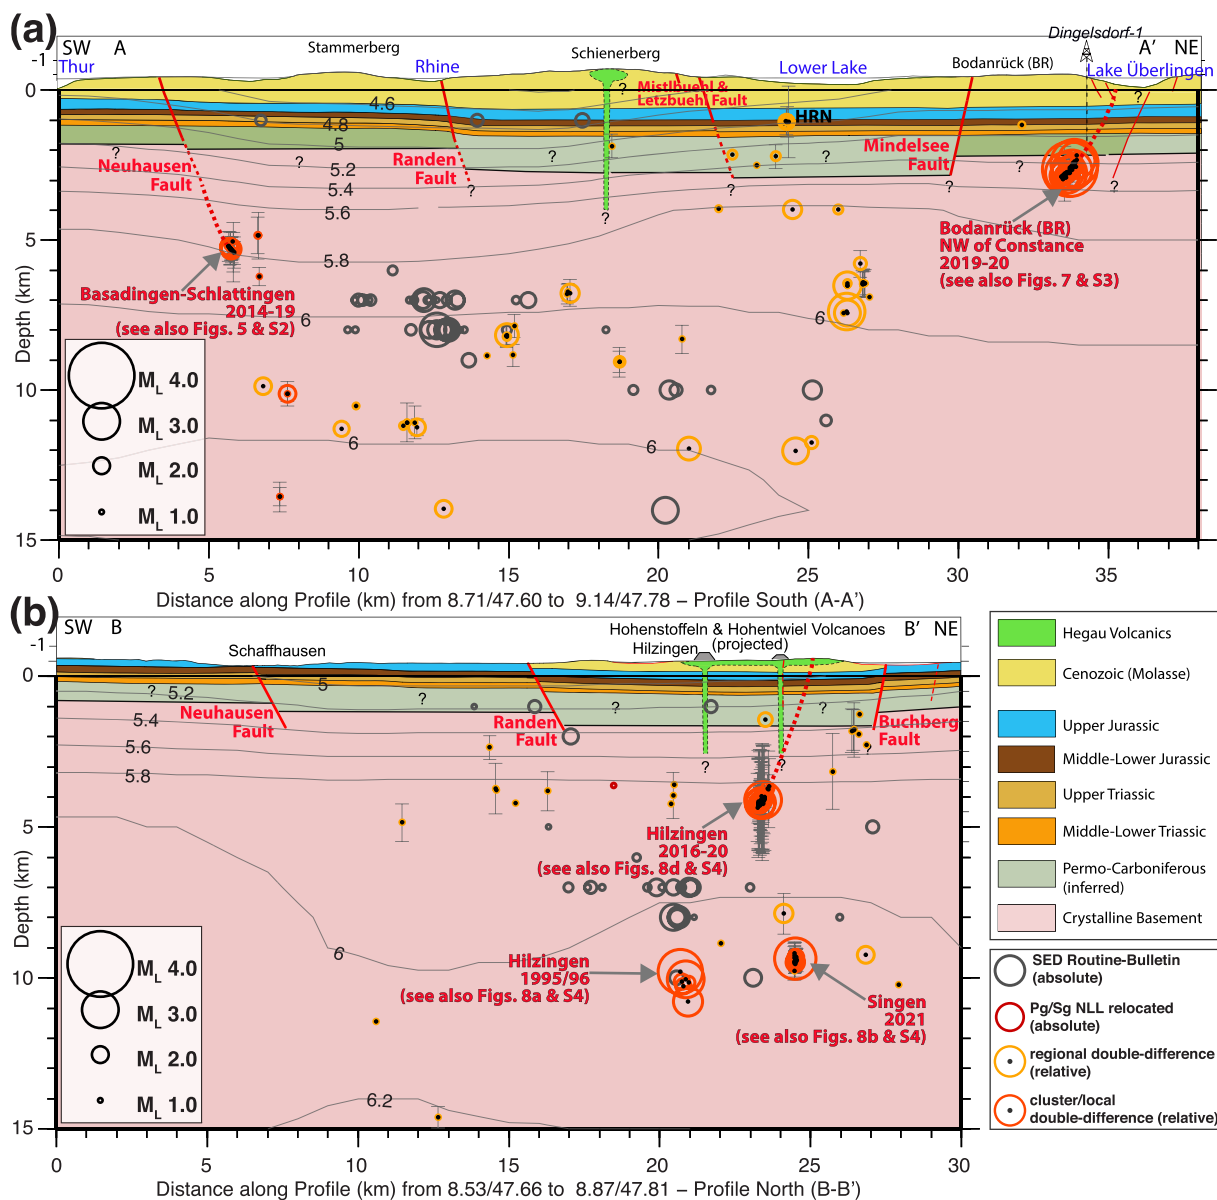 (a)
SW A
Thur
Stammerberg
Rhine
Schienerberg
Lower Lake
Bodanrück (BR)
Dingelsdorf-1
A' NE
Lake Überlingen
-1
0
5
10
15
Depth (km)
4.6
4.8
5
5.2
5.4
5.6
5.8
6
6
6
6
?
?
?
?
?
?
?
?
?
?
?
?
Mistlbuehl &
Letzbuehl Fault
HRN
Neuhausen
Fault
Randen
Fault
Mindelsee
Fault
Basadingen-Schlattingen
2014-19
(see also Figs. 5 & S2)
Bodanrück (BR)
NW of Constance
2019-20
(see also Figs. 7 & S3)
ML 4.0
ML 3.0
ML 2.0
ML 1.0
0 5 10 15 20 25 30 35
Distance along Profile (km) from 8.71/47.60 to 9.14/47.78 – Profile South (A-A')
(b)
SW B
Schaffhausen
Hohenstoffeln & Hohentwiel Volcanoes
Hilzingen (projected)
B' NE
-1
0
5
10
15
Depth (km)
5
5.2
5.4
5.6
5.8
6
6.2
?
?
?
?
?
?
?
Neuhausen
Fault
Randen
Fault
Buchberg
Fault
Hilzingen
2016-20
(see also Figs. 8d & S4)
Hilzingen
1995/96
(see also Figs. 8a & S4)
Singen
2021
(see also Figs. 8b & S4)
ML 4.0
ML 3.0
ML 2.0
ML 1.0
0 5 10 15 20 25 30
Distance along Profile (km) from 8.53/47.66 to 8.87/47.81 – Profile North (B-B')
Hegau Volcanics
Cenozoic (Molasse)
Upper Jurassic
Middle-Lower Jurassic
Upper Triassic
Middle-Lower Triassic
Permo-Carboniferous
(inferred)
Crystalline Basement
SED Routine-Bulletin
(absolute)
Pg/Sg NLL relocated
(absolute)
regional double-difference
(relative)
cluster/local
double-difference (relative)